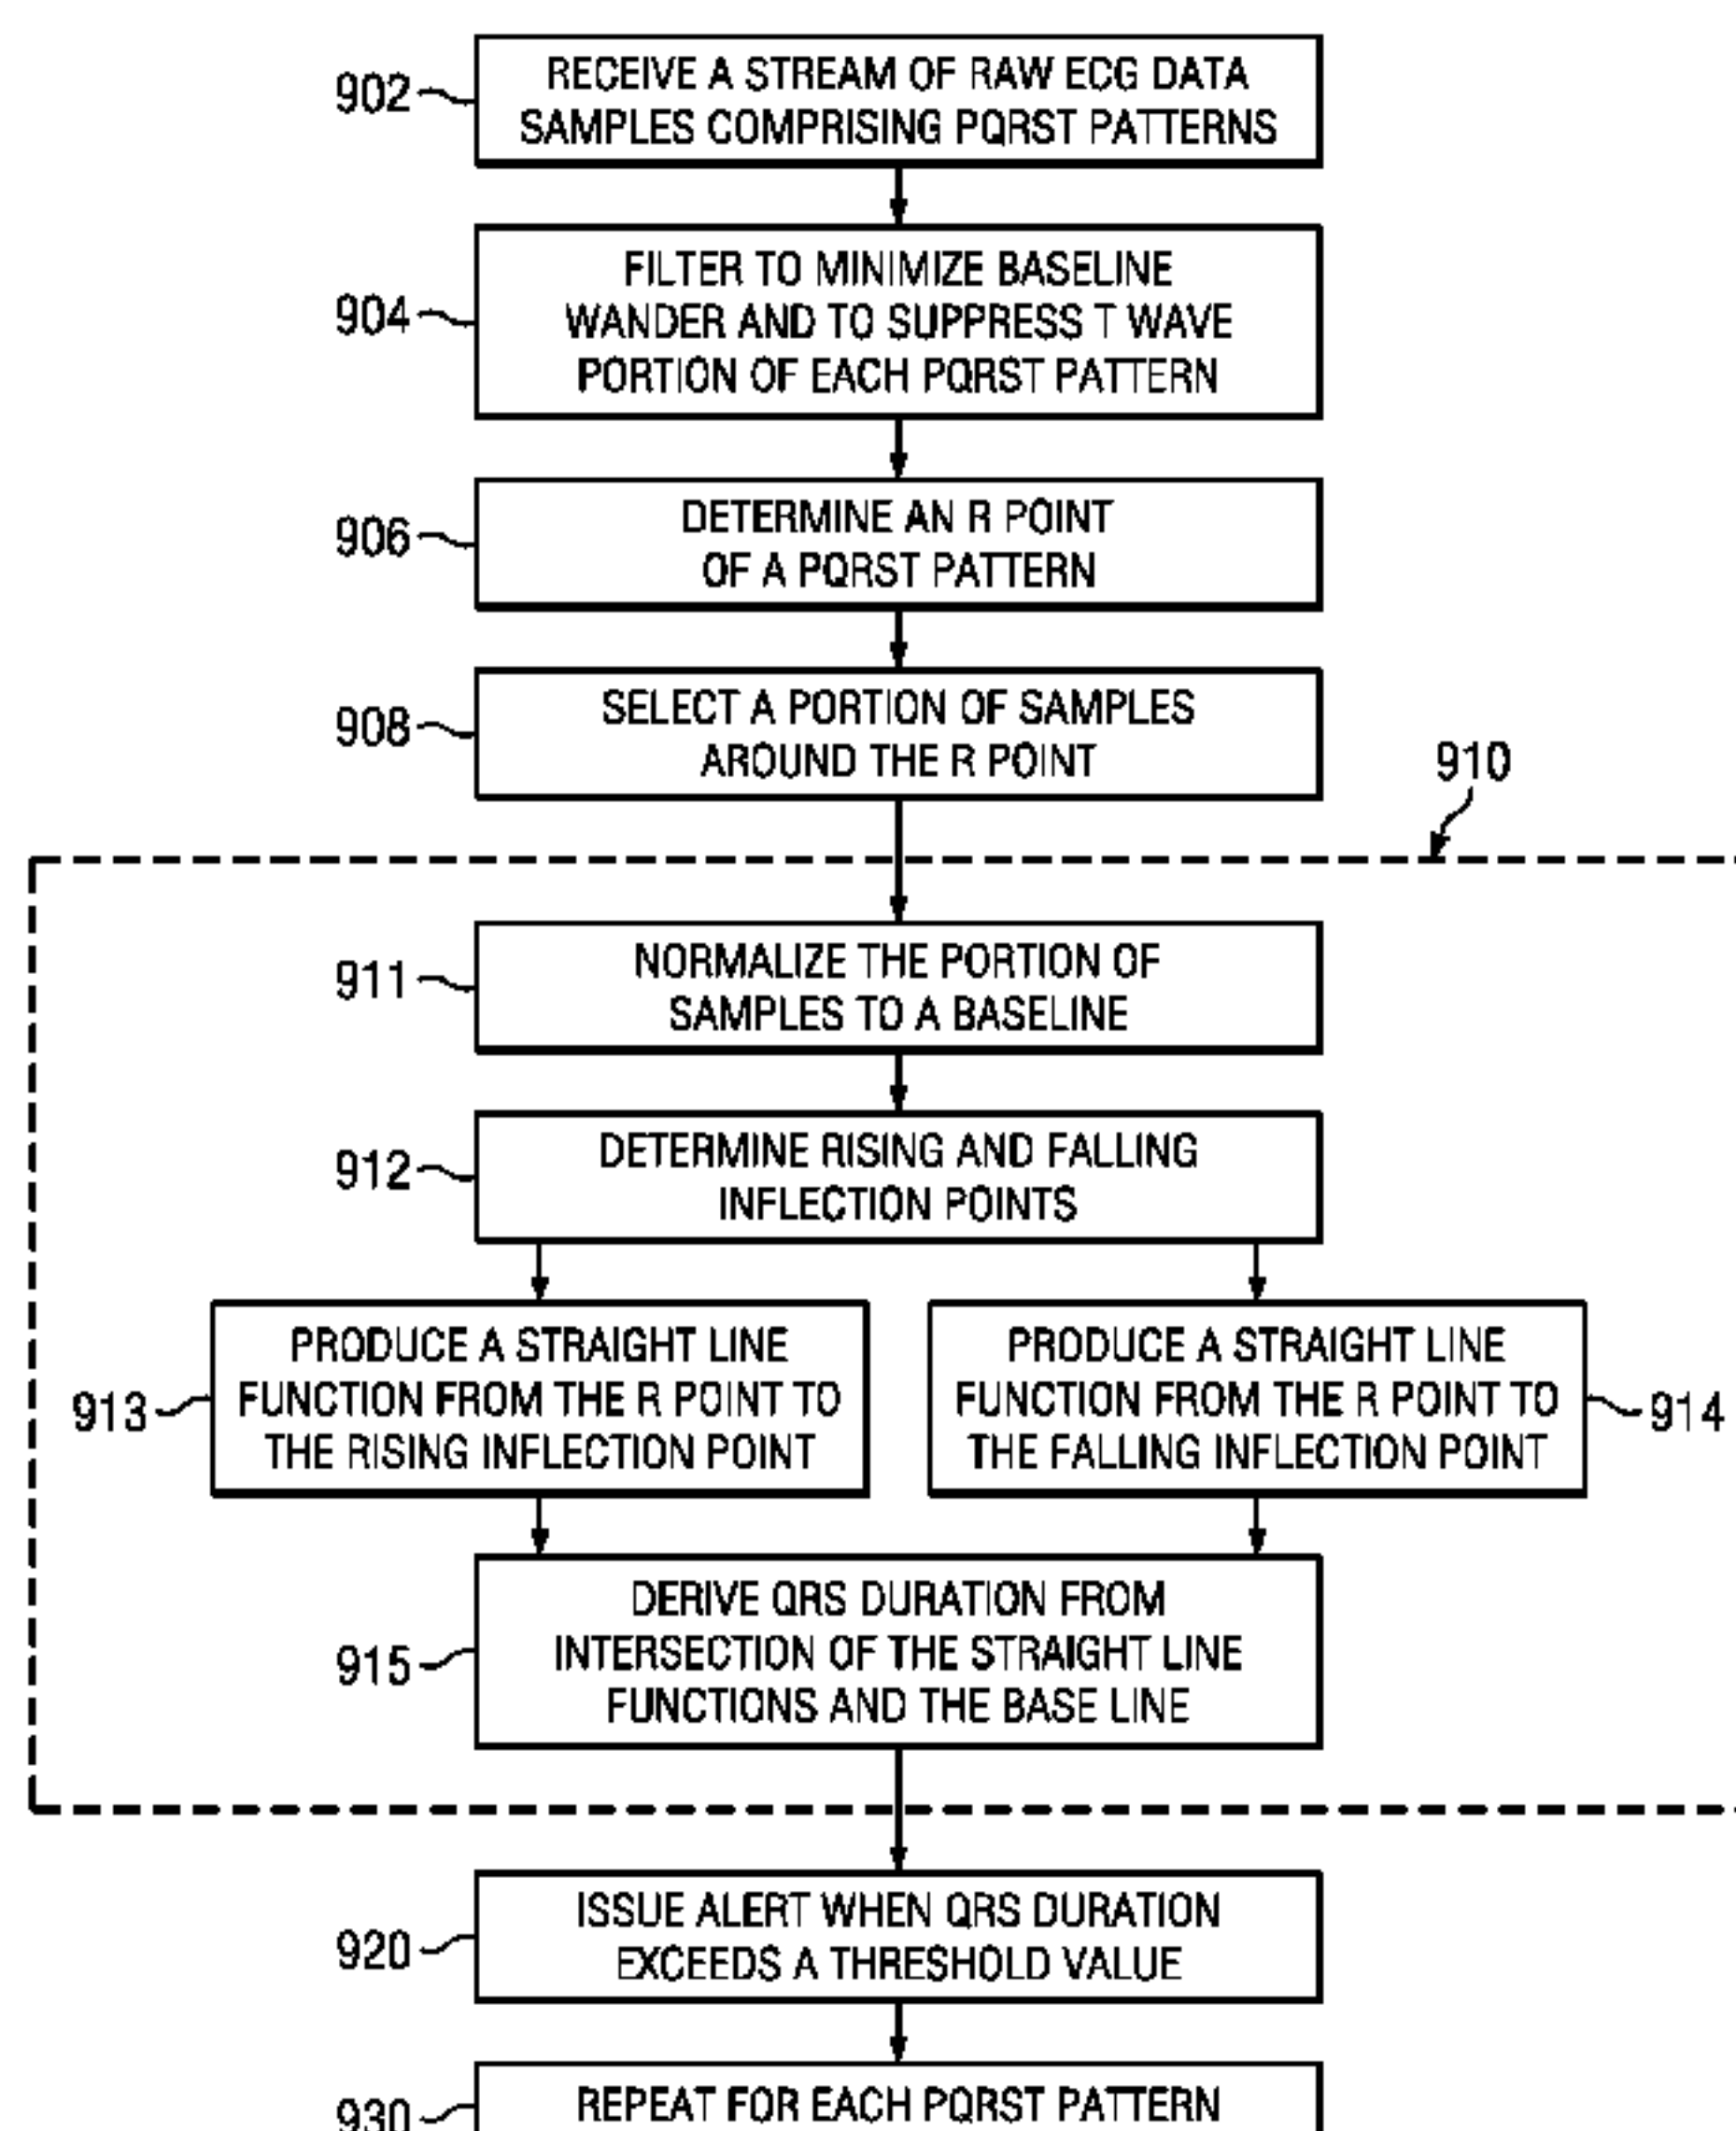 902
RECEIVE A STREAM OF RAW ECG DATA
SAMPLES COMPRISING PQRST PATTERNS
904
FILTER TO MINIMIZE BASELINE
WANDER AND TO SUPPRESS T WAVE
PORTION OF EACH PQRST PATTERN
906
DETERMINE AN R POINT
OF A PQRST PATTERN
908
SELECT A PORTION OF SAMPLES
AROUND THE R POINT
910
911
NORMALIZE THE PORTION OF
SAMPLES TO A BASELINE
912
DETERMINE RISING AND FALLING
INFLECTION POINTS
913
PRODUCE A STRAIGHT LINE
FUNCTION FROM THE R POINT TO
THE RISING INFLECTION POINT
PRODUCE A STRAIGHT LINE
FUNCTION FROM THE R POINT TO
THE FALLING INFLECTION POINT
914
915
DERIVE QRS DURATION FROM
INTERSECTION OF THE STRAIGHT LINE
FUNCTIONS AND THE BASE LINE
920
ISSUE ALERT WHEN QRS DURATION
EXCEEDS A THRESHOLD VALUE
930
REPEAT FOR EACH PQRST PATTERN